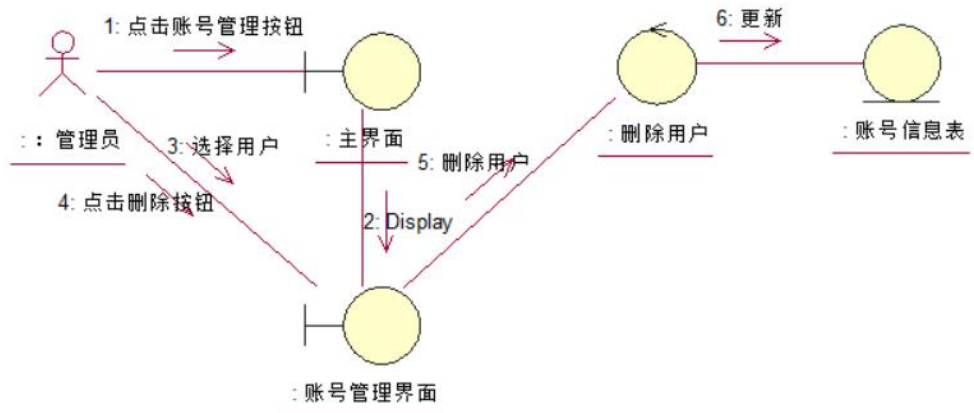 1: 点击账号管理按钮
6: 更新
: : 管理员
3: 选择用户
: 主界面
5: 删除用户
: 删除用户
: 账号信息表
4: 点击删除按钮
2: Display
: 账号管理界面